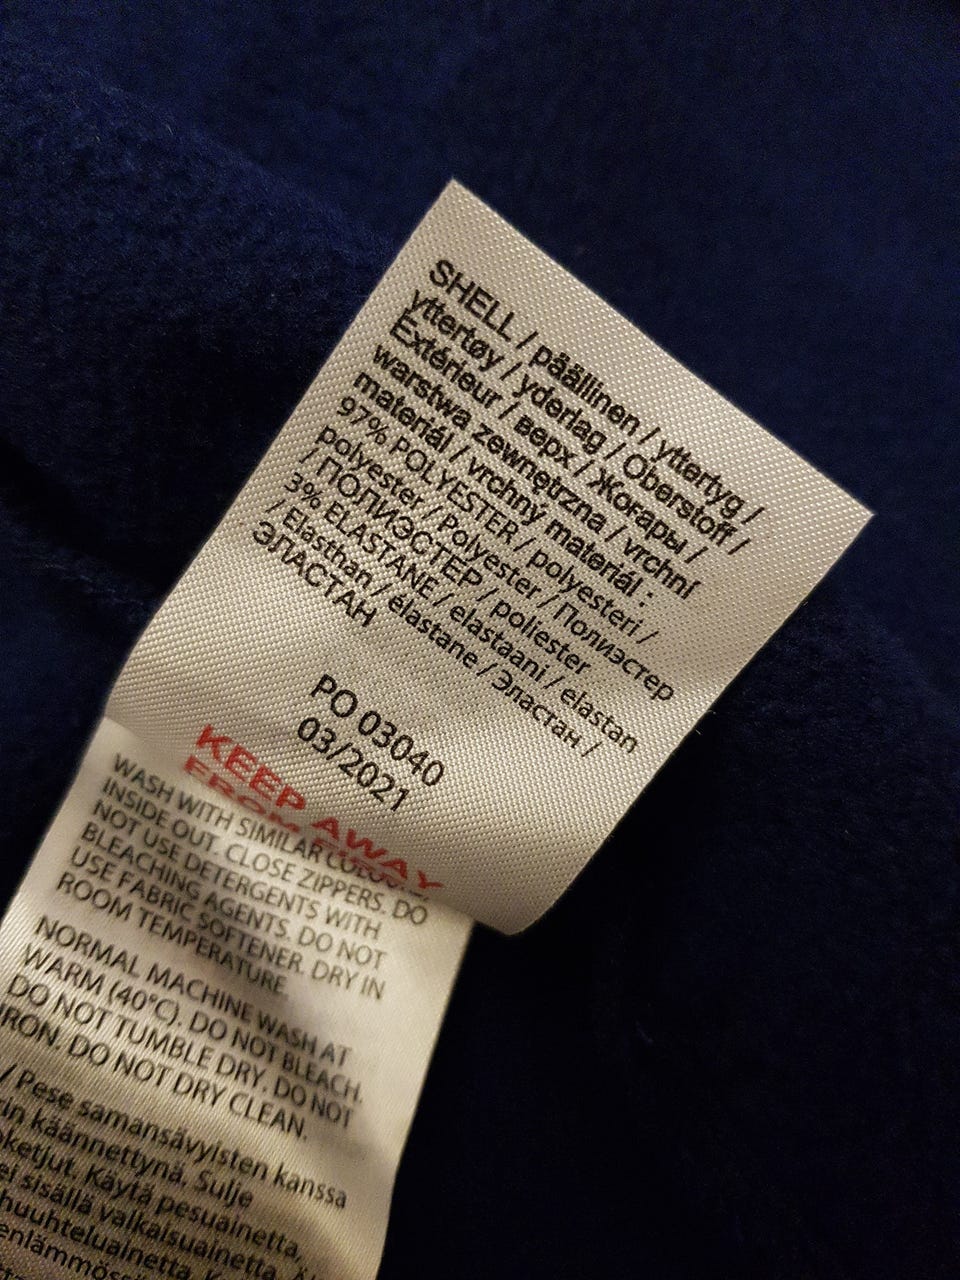 SHELL / päällinen / yttertyg /
yttertøy / yderlag / Oberstoff /
Extérieur / верх / Жоғары /
warstwa zewnętrzna / vrchní
materiál / vrchný materiál :
97% POLYESTER / polyesteri /
polyester / Polyester / Полиэстер
/ ПОЛИЭСТЕР / poliester
3% ELASTANE / elastaani / elastan
/ Elasthan / élastane / Эластан /
ЭЛАСТАН
PO 03040
03/2021
KEEP AWAY
FROM FIRE
WASH WITH SIMILAR
INSIDE OUT. CLOSE ZIPPERS. DO
NOT USE DETERGENTS WITH
BLEACHING AGENTS. DO NOT
USE FABRIC SOFTENER. DRY IN
ROOM TEMPERATURE.
NORMAL MACHINE WASH AT
WARM (40°C). DO NOT BLEACH.
DO NOT TUMBLE DRY. DO NOT
IRON. DO NOT DRY CLEAN.
/ Pese samansävyisten kanssa
käännettynä. Sulje
Käytä pesuainetta,
ei sisällä valkaisuainetta. Ä